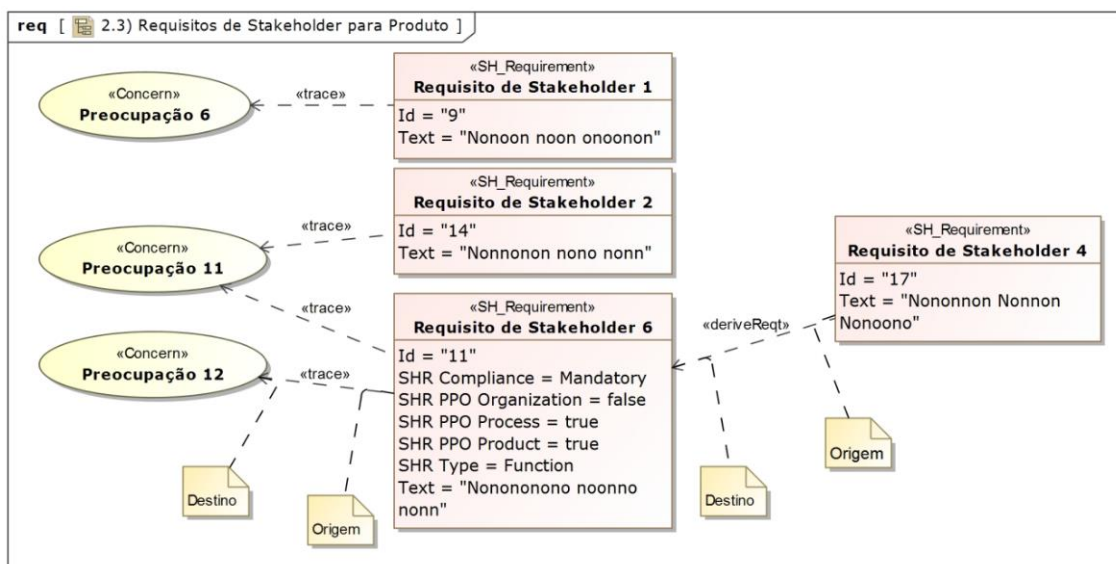 req [ 2.3) Requisitos de Stakeholder para Produto ]
«Concern»
Preocupação 6
«trace»
«SH_Requirement»
Requisito de Stakeholder 1
Id = "9"
Text = "Nonoon noon onoonon"
«SH_Requirement»
Requisito de Stakeholder 2
Id = "14"
Text = "Nonnonon nono nonn"
«trace»
«Concern»
Preocupação 11
«trace»
«Concern»
Preocupação 12
«trace»
«SH_Requirement»
Requisito de Stakeholder 6
Id = "11"
SHR Compliance = Mandatory
SHR PPO Organization = false
SHR PPO Process = true
SHR PPO Product = true
SHR Type = Function
Text = "Nonononono noonno
nonn"
«deriveReqt»
«SH_Requirement»
Requisito de Stakeholder 4
Id = "17"
Text = "Nononnon Nonnon
Nonoono"
Destino
Origem
Destino
Origem